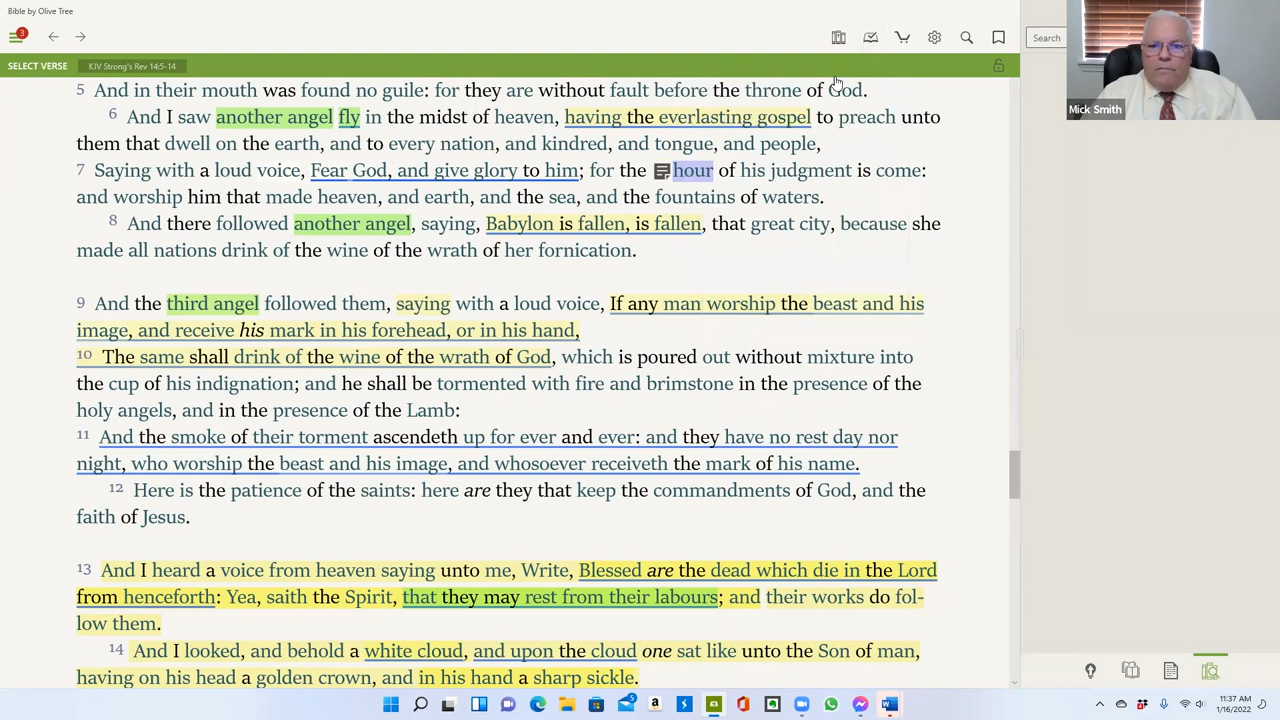 Bible by Olive Tree
3
SELECT VERSE KJV Strong's Rev 14:5-14
Search
Mick Smith
5 And in their mouth was found no guile: for they are without fault before the throne of God.
6 And I saw another angel fly in the midst of heaven, having the everlasting gospel to preach unto
them that dwell on the earth, and to every nation, and kindred, and tongue, and people,
7 Saying with a loud voice, Fear God, and give glory to him; for the hour of his judgment is come:
and worship him that made heaven, and earth, and the sea, and the fountains of waters.
8 And there followed another angel, saying, Babylon is fallen, is fallen, that great city, because she
made all nations drink of the wine of the wrath of her fornication.
9 And the third angel followed them, saying with a loud voice, If any man worship the beast and his
image, and receive his mark in his forehead, or in his hand,
10 The same shall drink of the wine of the wrath of God, which is poured out without mixture into
the cup of his indignation; and he shall be tormented with fire and brimstone in the presence of the
holy angels, and in the presence of the Lamb:
11 And the smoke of their torment ascendeth up for ever and ever: and they have no rest day nor
night, who worship the beast and his image, and whosoever receiveth the mark of his name.
12 Here is the patience of the saints: here are they that keep the commandments of God, and the
faith of Jesus.
13 And I heard a voice from heaven saying unto me, Write, Blessed are the dead which die in the Lord
from henceforth: Yea, saith the Spirit, that they may rest from their labours; and their works do fol-
low them.
14 And I looked, and behold a white cloud, and upon the cloud one sat like unto the Son of man,
having on his head a golden crown, and in his hand a sharp sickle.
11:37 AM
1/16/2022